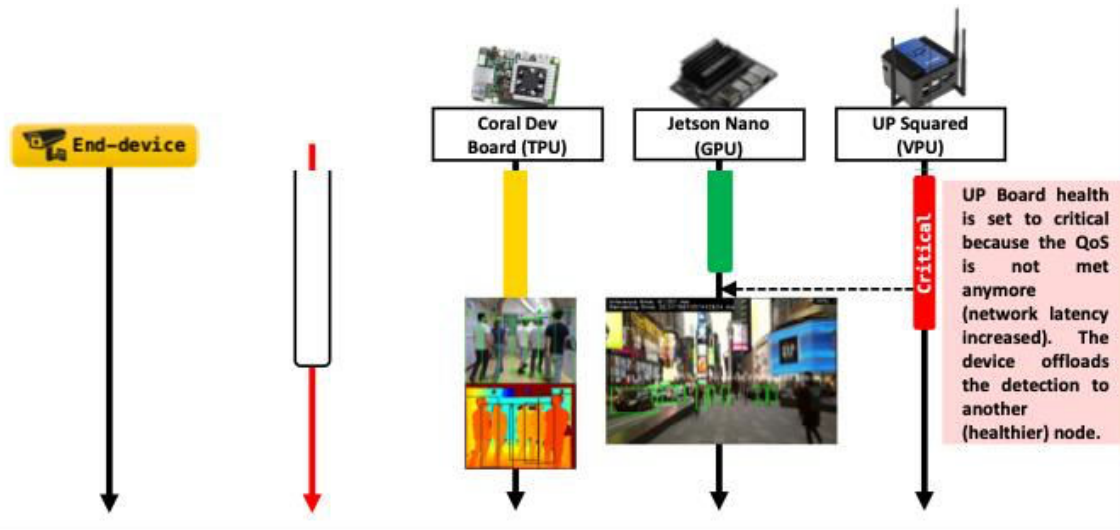 End-device
Coral Dev
Board (TPU)
Jetson Nano
(GPU)
UP Squared
(VPU)
Critical
UP Board health
is set to critical
because the QoS
is not met
anymore
(network latency
increased). The
device offloads
the detection to
another
(healthier) node.